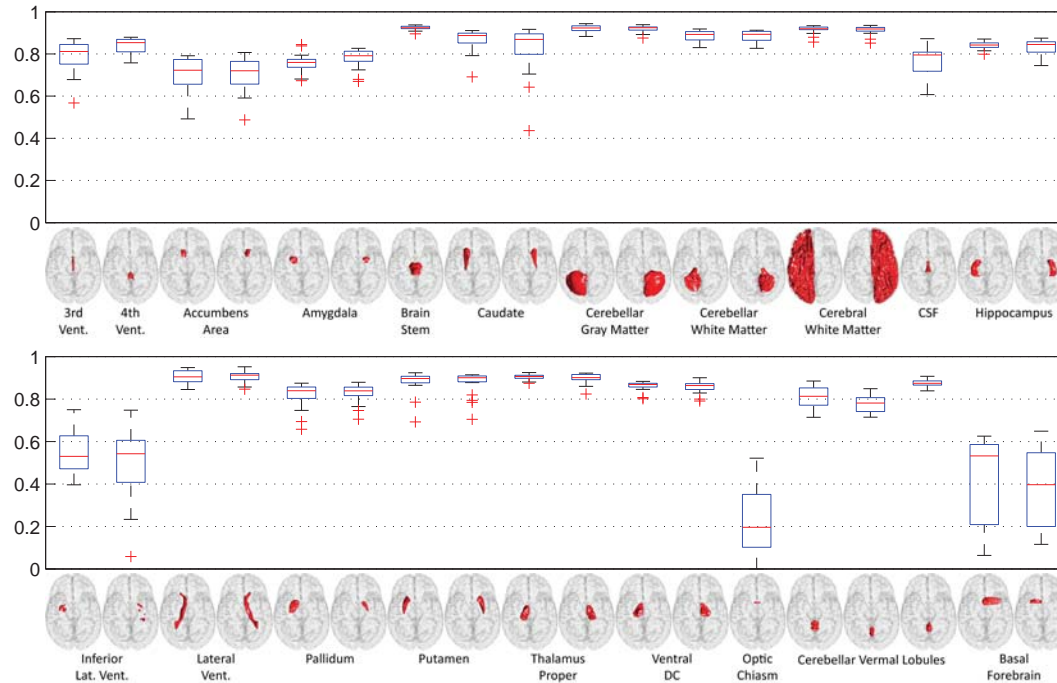 1
0.8
0.6
0.4
0.2
0
3rd Vent.
4th Vent.
Accumbens Area
Amygdala
Brain Stem
Caudate
Cerebellar Gray Matter
Cerebellar White Matter
Cerebral White Matter
CSF
Hippocampus
1
0.8
0.6
0.4
0.2
0
Inferior Lat. Vent.
Lateral Vent.
Pallidum
Putamen
Thalamus Proper
Ventral DC
Optic Chiasm
Cerebellar Vermal Lobules
Basal Forebrain